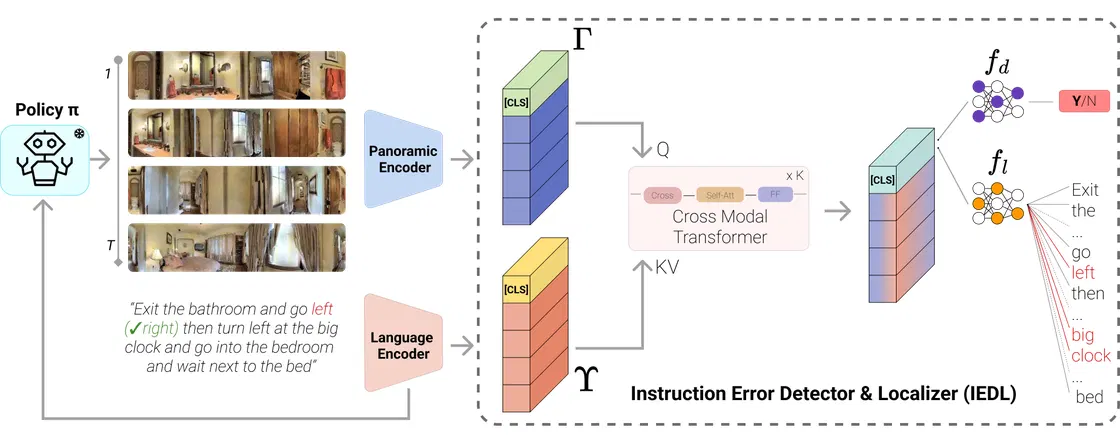 Policy π
1
T
Panoramic
Encoder
"Exit the bathroom and go left
(✓right) then turn left at the big
clock and go into the bedroom
and wait next to the bed"
Language
Encoder
Γ
[CLS]
[CLS]
ϒ
Q
KV
x K
Cross
Self-Att
FF
Cross Modal
Transformer
[CLS]
f_d
Y/N
f_l
Exit
the
...
go
left
then
...
big
clock
...
bed
Instruction Error Detector & Localizer (IEDL)